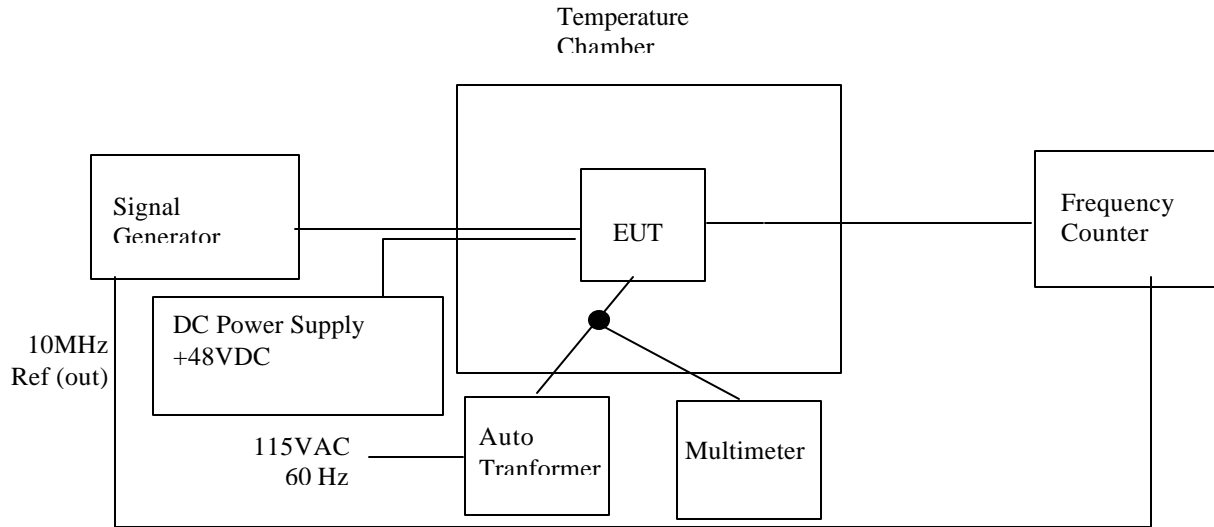 Temperature
Chamber
Signal
Generator
EUT
Frequency
Counter
DC Power Supply
+48VDC
10MHz
Ref (out)
115VAC
60 Hz
Auto
Tranformer
Multimeter